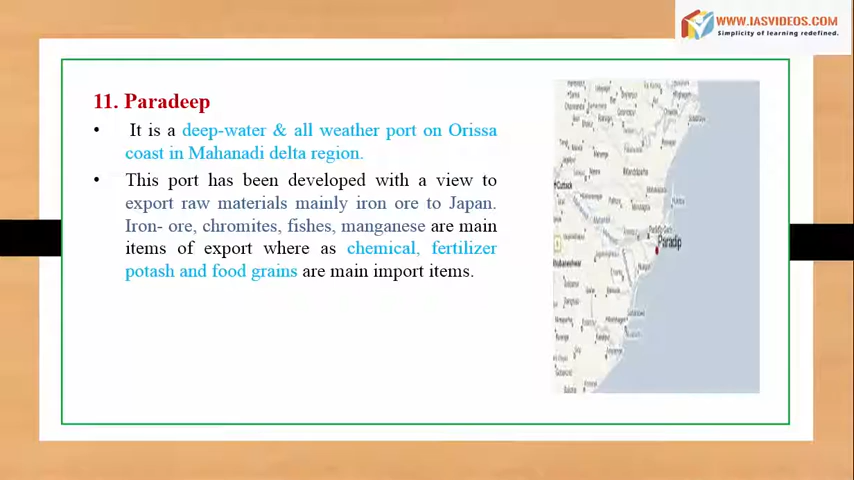 WWW.IASVIDEOS.COM
Simplicity of learning redefined.
11. Paradeep
• It is a deep-water & all weather port on Orissa
coast in Mahanadi delta region.
• This port has been developed with a view to
export raw materials mainly iron ore to Japan.
Iron- ore, chromites, fishes, manganese are main
items of export where as chemical, fertilizer
potash and food grains are main import items.
Cuttack
Paradip
Bhubaneshwar